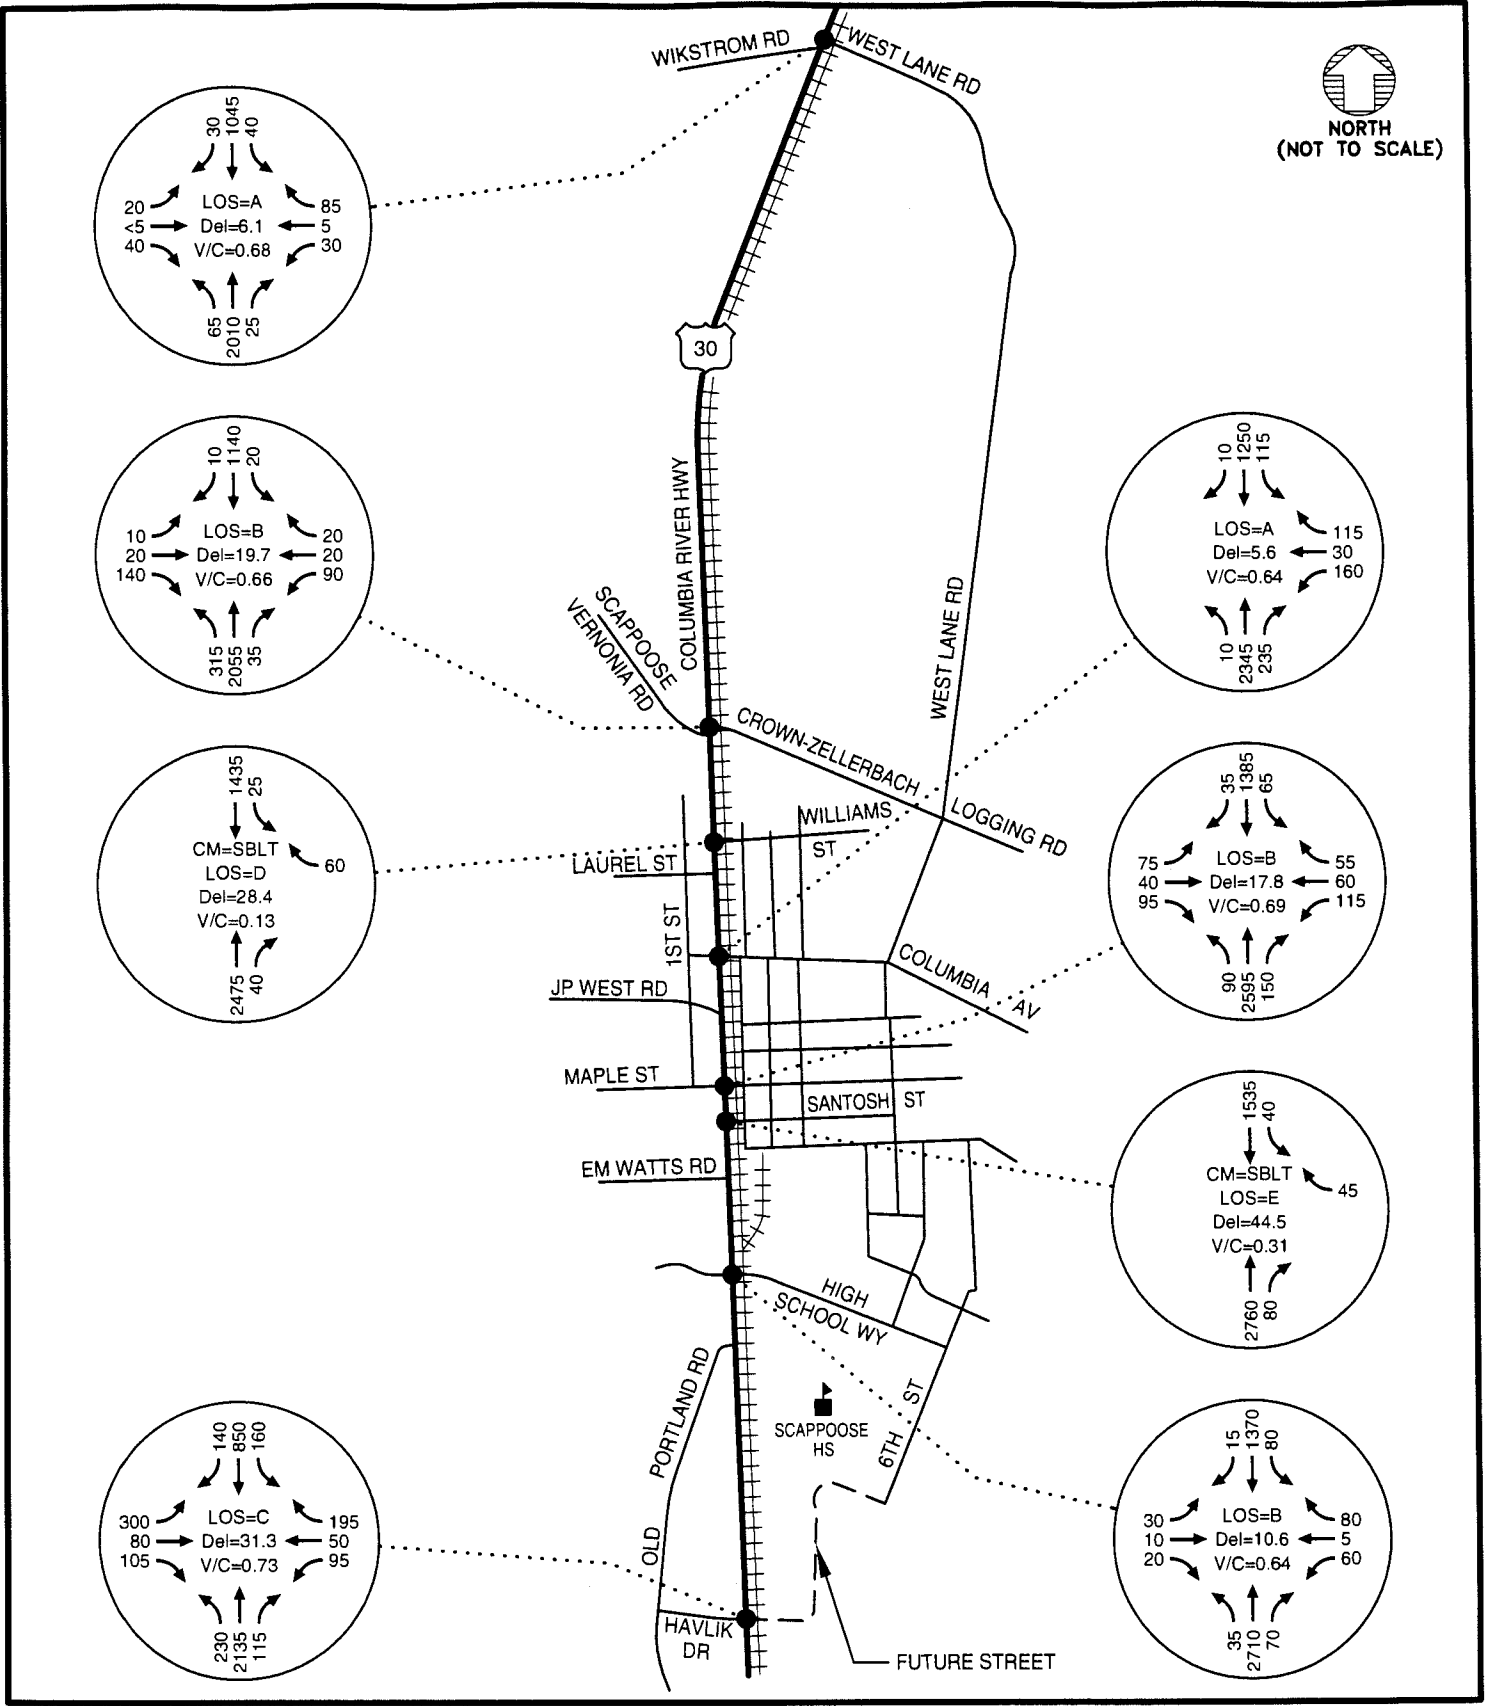 WIKSTROM RD
WEST LANE RD
NORTH
(NOT TO SCALE)
30
1045
40
20
<5
40
LOS=A
Del=6.1
V/C=0.68
85
5
30
65
2010
25
30
COLUMBIA RIVER HWY
10
1140
20
10
20
140
LOS=B
Del=19.7
V/C=0.66
20
20
90
315
2055
35
10
1250
115
LOS=A
Del=5.6
V/C=0.64
115
30
160
10
2345
235
SCAPPOOSE
VERNONIA RD
WEST LANE RD
CROWN-ZELLERBACH
LOGGING RD
1435
25
CM=SBLT
LOS=D
Del=28.4
V/C=0.13
60
2475
40
WILLIAMS
ST
LAUREL ST
1ST ST
35
1385
65
75
40
95
LOS=B
Del=17.8
V/C=0.69
55
60
115
90
2595
150
COLUMBIA
AV
JP WEST RD
MAPLE ST
SANTOSH ST
EM WATTS RD
1535
40
CM=SBLT
LOS=E
Del=44.5
V/C=0.31
45
2760
80
HIGH
SCHOOL WY
OLD PORTLAND RD
SCAPPOOSE
HS
6TH ST
140
850
160
300
80
105
LOS=C
Del=31.3
V/C=0.73
195
50
95
230
2135
115
15
1370
80
30
10
20
LOS=B
Del=10.6
V/C=0.64
80
5
60
35
2710
70
HAVLIK
DR
FUTURE STREET